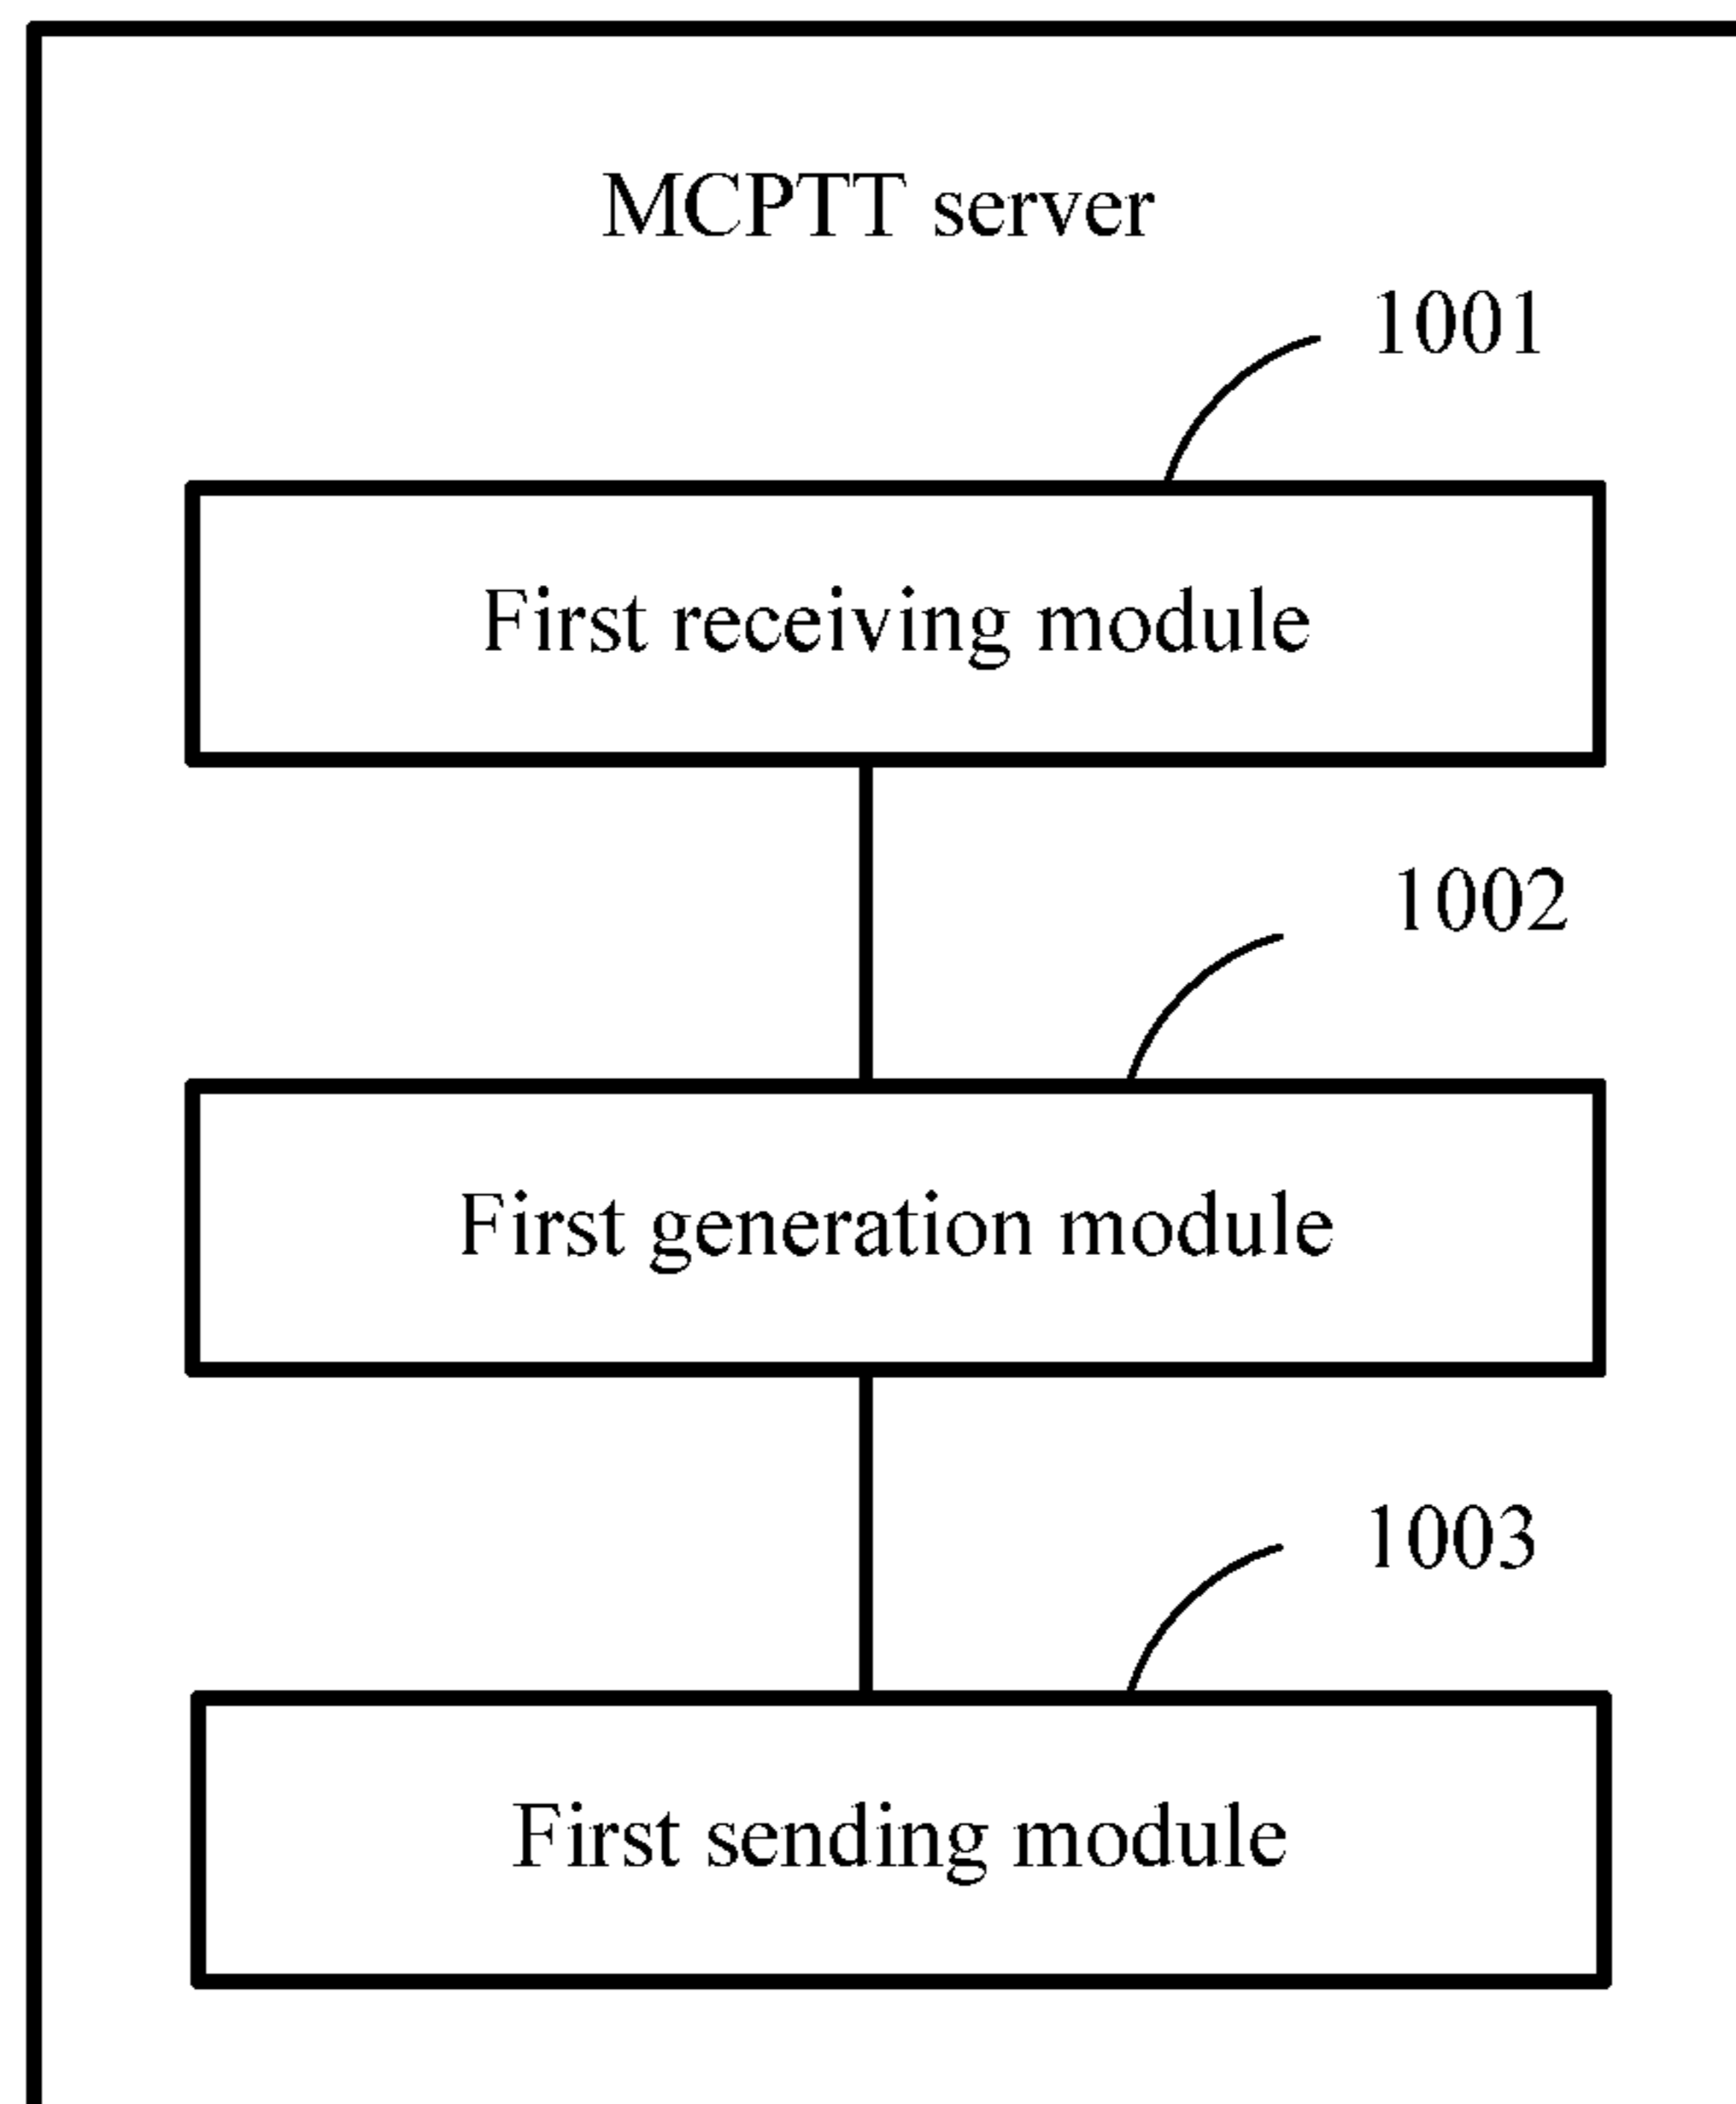 MCPTT server
1001
First receiving module
1002
First generation module
1003
First sending module